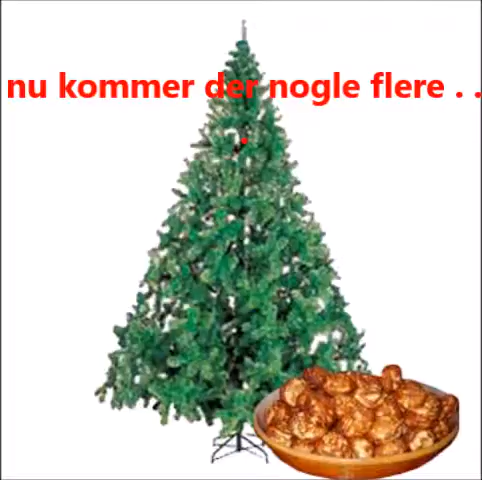 nu kommer der nogle flere . .